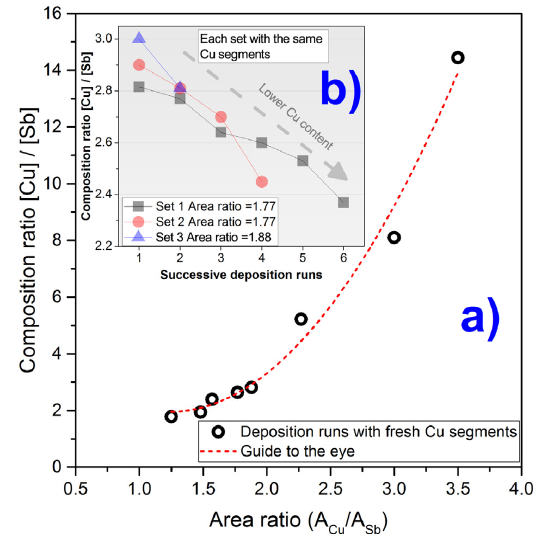 Composition ratio [Cu] / [Sb]
16
14
12
10
8
6
4
2
0
0.5
1.0
1.5
2.0
2.5
3.0
3.5
4.0
Area ratio (A_Cu/A_Sb)
a)
Deposition runs with fresh Cu segments
Guide to the eye
Composition ratio [Cu] / [Sb]
3.0
2.8
2.6
2.4
2.2
1
2
3
4
5
6
Successive deposition runs
Each set with the same
Cu segments
b)
Lower Cu content
Set 1 Area ratio =1.77
Set 2 Area ratio =1.77
Set 3 Area ratio =1.88